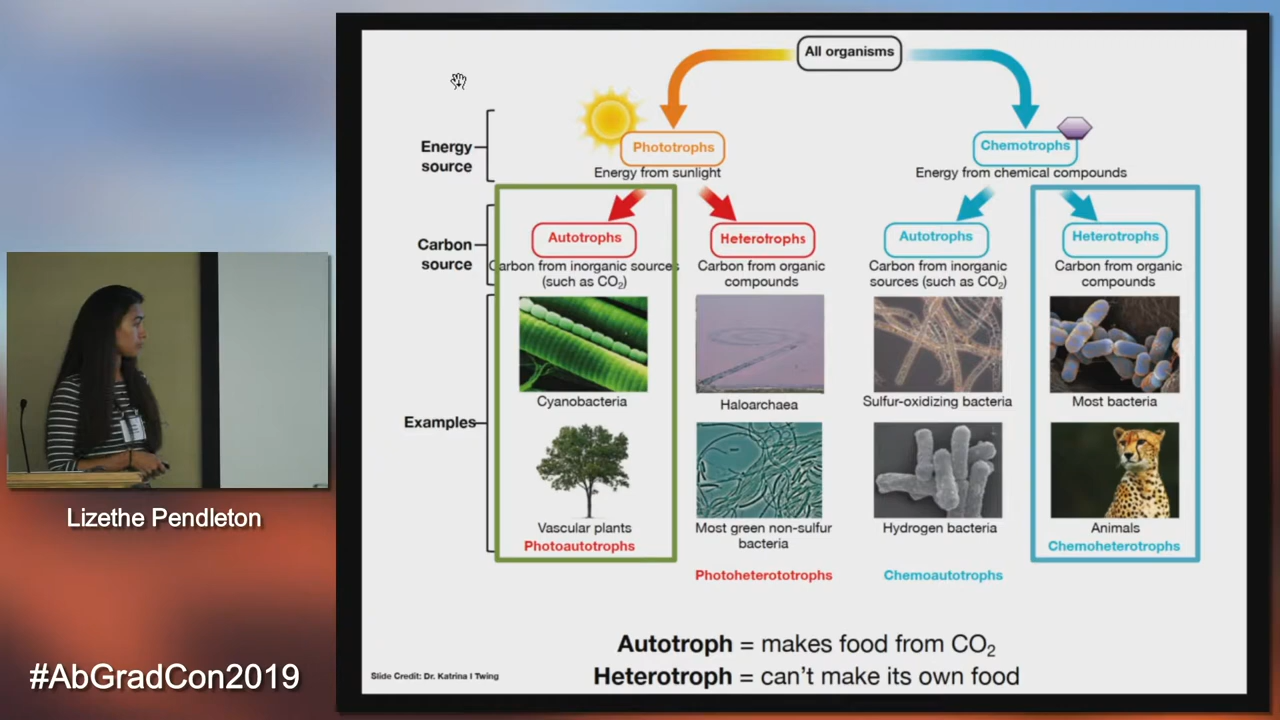 All organisms
Energy
source
Phototrophs
Energy from sunlight
Chemotrophs
Energy from chemical compounds
Carbon
source
Autotrophs
Carbon from inorganic sources
(such as CO₂)
Heterotrophs
Carbon from organic
compounds
Autotrophs
Carbon from inorganic
sources (such as CO₂)
Heterotrophs
Carbon from organic
compounds
Examples
Cyanobacteria
Haloarchaea
Sulfur-oxidizing bacteria
Most bacteria
Vascular plants
Photoautotrophs
Most green non-sulfur
bacteria
Photoheterototrophs
Hydrogen bacteria
Chemoautotrophs
Animals
Chemoheterotrophs
Autotroph = makes food from CO₂
Heterotroph = can't make its own food
Slide Credit: Dr. Katrina I Twing
Lizethe Pendleton
#AbGradCon2019